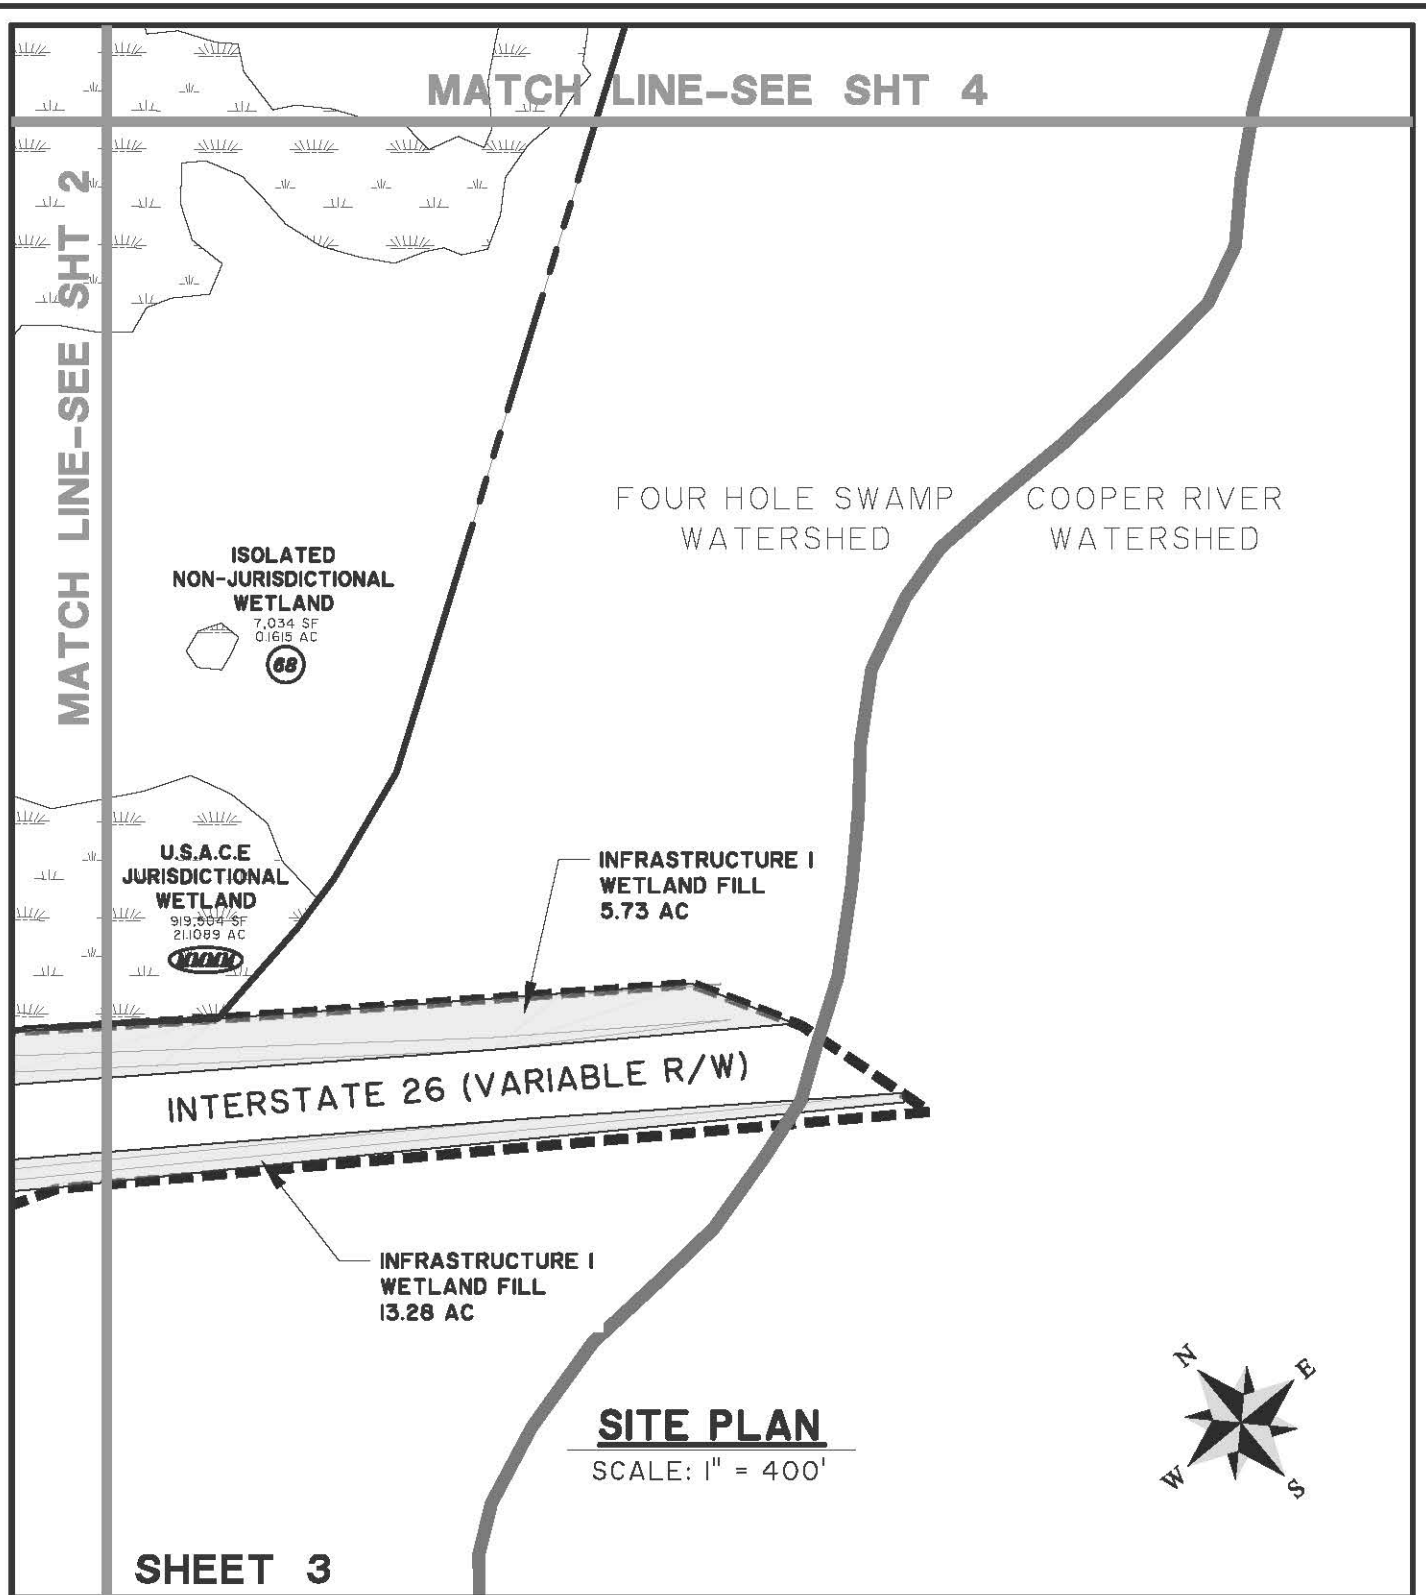 MATCH LINE-SEE SHT 4
MATCH LINE-SEE SHT 2
FOUR HOLE SWAMP
WATERSHED
COOPER RIVER
WATERSHED
ISOLATED
NON-JURISDICTIONAL
WETLAND
7,034 SF
0.1615 AC
68
U.S.A.C.E
JURISDICTIONAL
WETLAND
919,504 SF
21.1089 AC
INFRASTRUCTURE 1
WETLAND FILL
5.73 AC
INTERSTATE 26 (VARIABLE R/W)
INFRASTRUCTURE 1
WETLAND FILL
13.28 AC
N
E
W
S
SITE PLAN
SCALE: 1" = 400'
SHEET 3